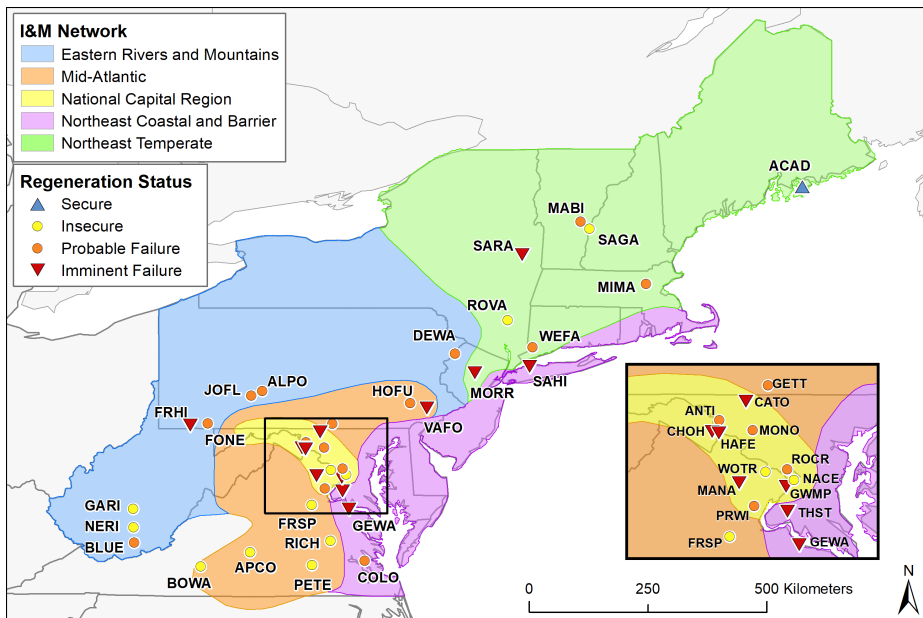 I&M Network
Eastern Rivers and Mountains
Mid-Atlantic
National Capital Region
Northeast Coastal and Barrier
Northeast Temperate
Regeneration Status
Secure
Insecure
Probable Failure
Imminent Failure
ACAD
MABI
SAGA
SARA
MIMA
ROVA
WEFA
DEWA
SAHI
MORR
JOFL
ALPO
HOFU
VAFO
FRHI
FONE
GARI
NERI
BLUE
FRSP
GEWA
RICH
BOWA
APCO
PETE
COLO
GETT
CATO
ANTI
CHOH
MONO
HAFE
ROCR
WOTR
NACE
MANA
GWMP
PRWI
THST
FRSP
GEWA
N
0 250 500 Kilometers